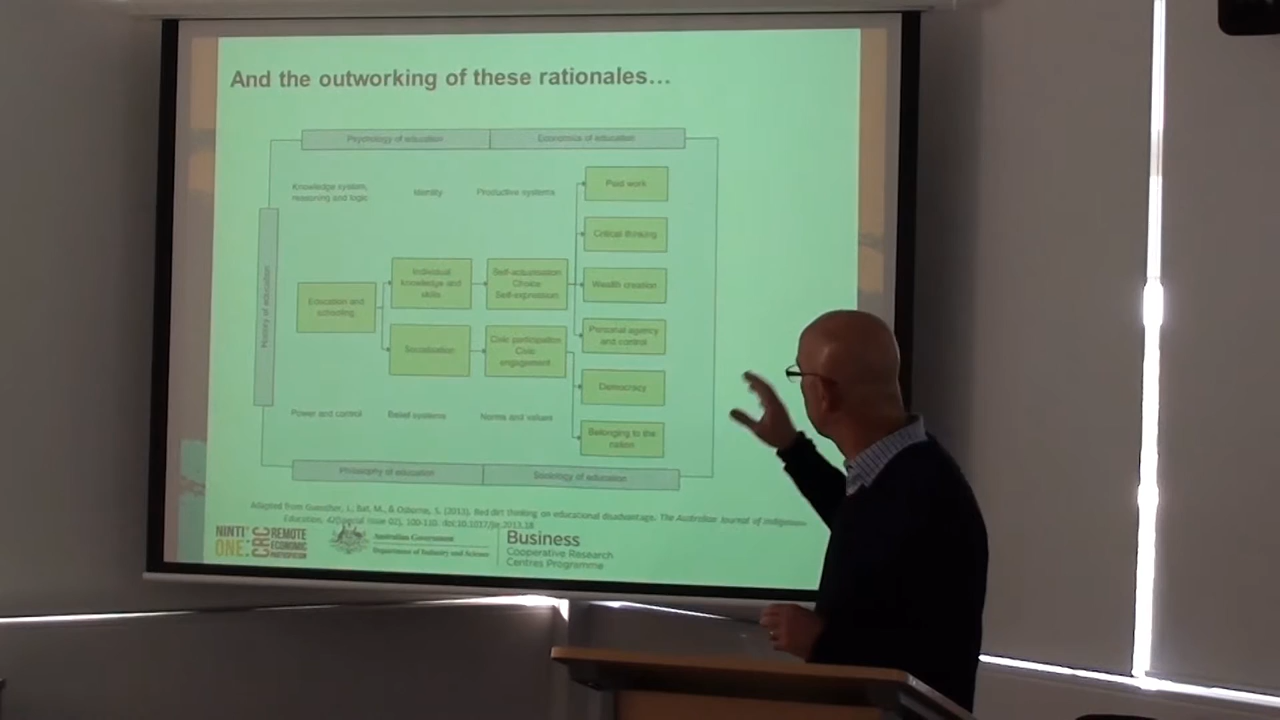 And the outworking of these rationales...
Psychology of education
Economics of education
Knowledge system,
reasoning and logic
Identity
Productive systems
History of education
Education and
schooling
Individual
knowledge and
skills
Socialisation
Self-actualisation
Choice
Self-expression
Civic participation
Civic
engagement
Paid work
Critical thinking
Wealth creation
Personal agency
and control
Democracy
Belonging to the
nation
Power and control
Belief systems
Norms and values
Philosophy of education
Sociology of education
Adapted from Guenther, J., Bat, M., & Osborne, S. (2013). Red dirt thinking on educational disadvantage. The Australian Journal of Indigenous
Education, 42(special issue 02), 100-110. doi:10.1017/jie.2013.18
NINTI
ONE
CRC
REMOTE
ECONOMIC
PARTICIPATION
Australian Government
Department of Industry and Science
Business
Cooperative Research
Centres Programme